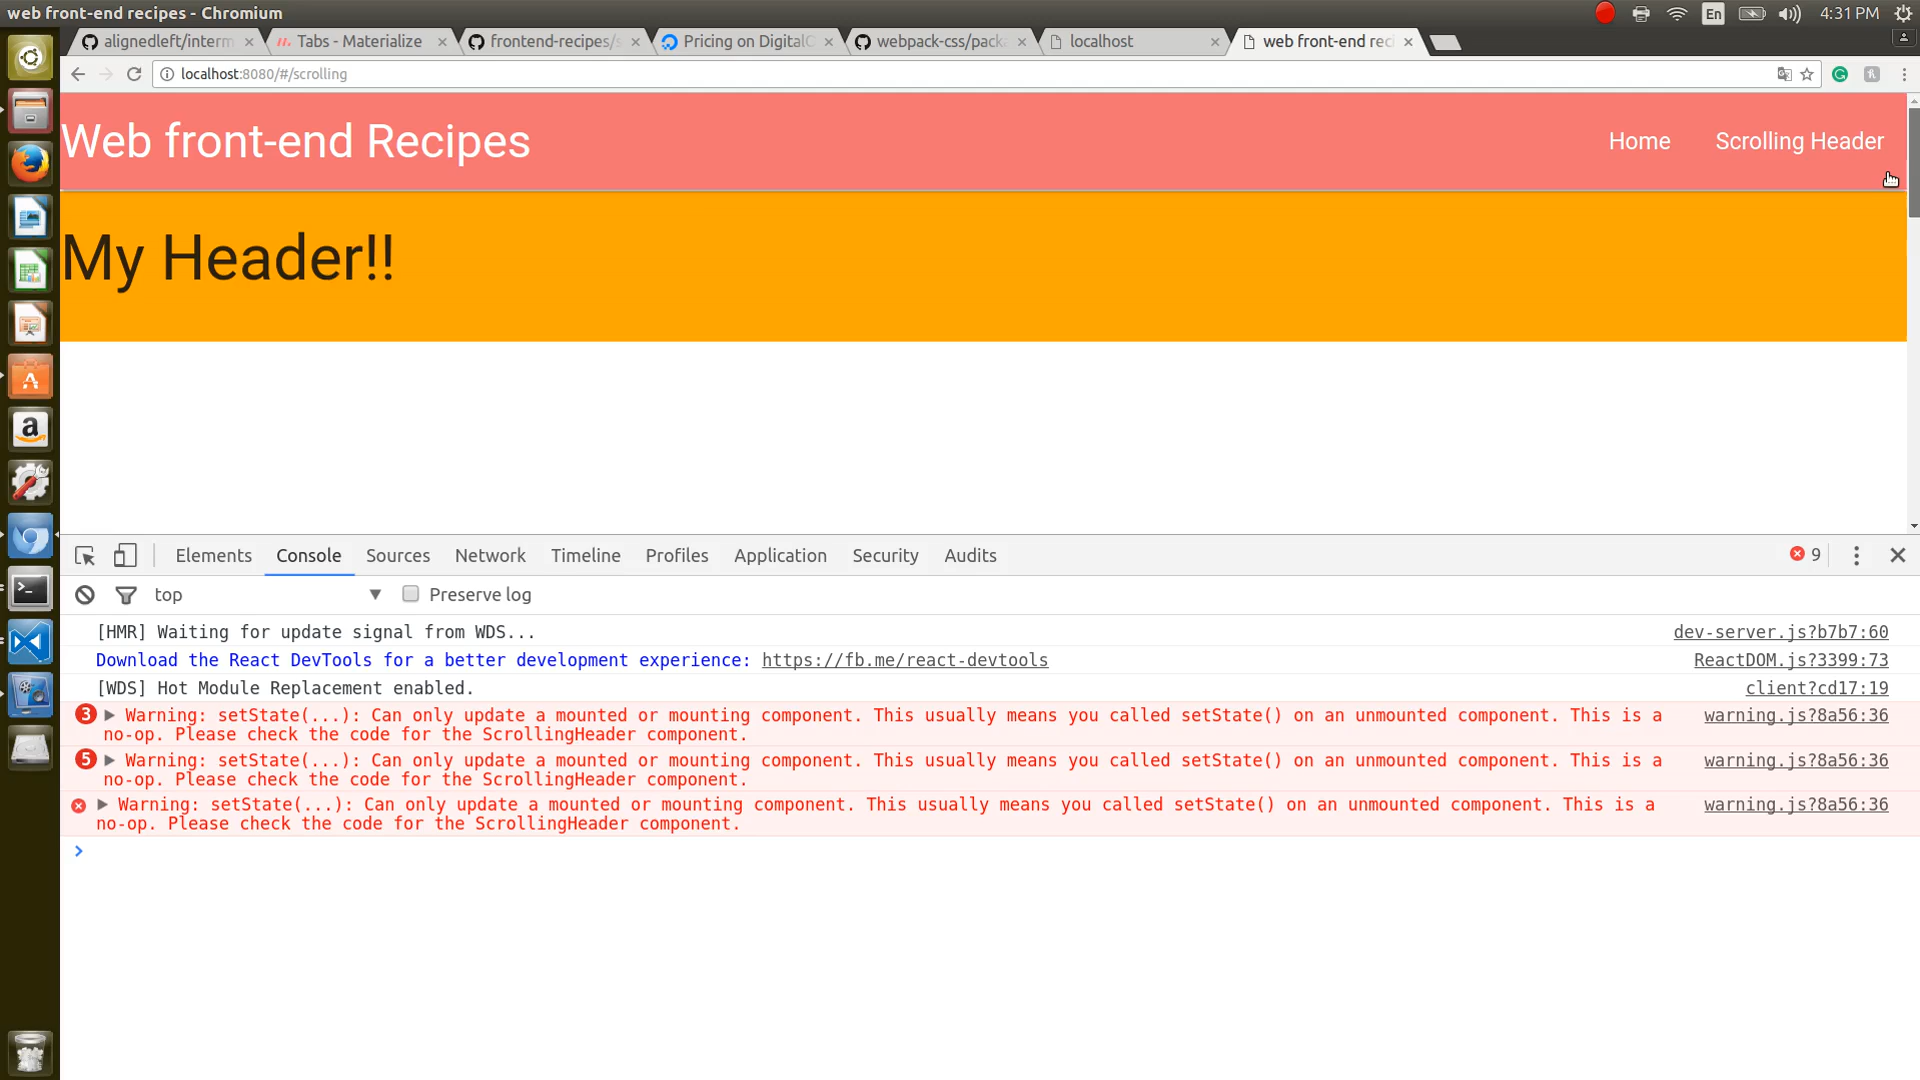 web front-end recipes - Chromium
En
4:31 PM
alignedleft/interm
Tabs - Materialize
frontend-recipes/s
Pricing on DigitalO
webpack-css/packa
localhost
web front-end reci
localhost:8080/#/scrolling
Web front-end Recipes
Home
Scrolling Header
My Header!!
Elements
Console
Sources
Network
Timeline
Profiles
Application
Security
Audits
9
top
Preserve log
[HMR] Waiting for update signal from WDS...
dev-server.js?b7b7:60
Download the React DevTools for a better development experience: https://fb.me/react-devtools
ReactDOM.js?3399:73
[WDS] Hot Module Replacement enabled.
client?cd17:19
3 Warning: setState(...): Can only update a mounted or mounting component. This usually means you called setState() on an unmounted component. This is a
warning.js?8a56:36
no-op. Please check the code for the ScrollingHeader component.
5 Warning: setState(...): Can only update a mounted or mounting component. This usually means you called setState() on an unmounted component. This is a
warning.js?8a56:36
no-op. Please check the code for the ScrollingHeader component.
Warning: setState(...): Can only update a mounted or mounting component. This usually means you called setState() on an unmounted component. This is a
warning.js?8a56:36
no-op. Please check the code for the ScrollingHeader component.